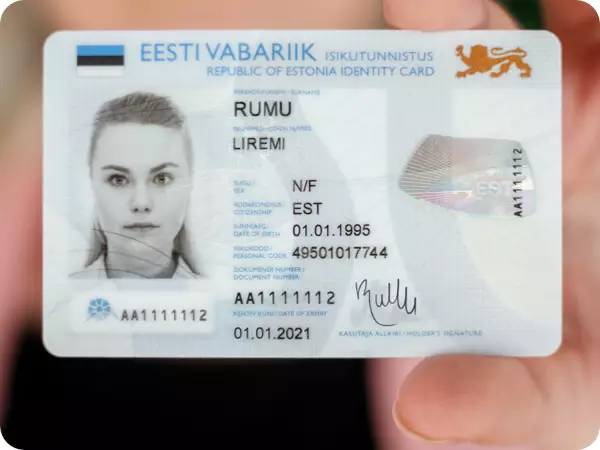 EESTI VABARIIK ISIKUTUNNISTUS
REPUBLIC OF ESTONIA IDENTITY CARD
PEREKONNANIMI / SURNAME
RUMU
EESNIMED / GIVEN NAMES
LIREMI
SUGU /
SEX
N/F
KODAKONDSUS /
CITIZENSHIP
EST
SÜNNIAEG /
DATE OF BIRTH
01.01.1995
ISIKUKOOD /
PERSONAL CODE
49501017744
DOKUMENDI NUMBER /
DOCUMENT NUMBER
AA1111112
KEHTIV KUNI / DATE OF EXPIRY
01.01.2021
KASUTAJA ALLKIRI / HOLDER'S SIGNATURE
AA1111112
EST
AA1111112